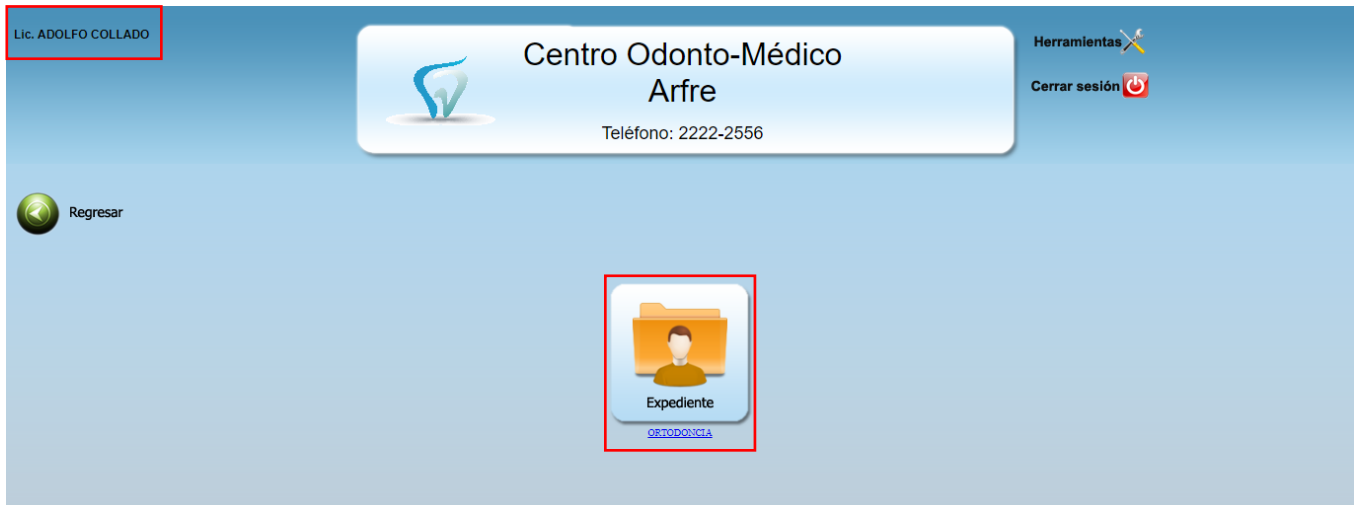 Lic. ADOLFO COLLADO
Centro Odonto-Médico
Arfre
Teléfono: 2222-2556
Herramientas
Cerrar sesión
Regresar
Expediente
ORTODONCIA